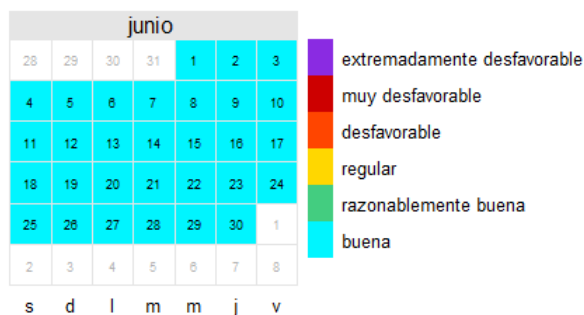 junio
28 29 30 31 1 2 3
4 5 6 7 8 9 10
11 12 13 14 15 16 17
18 19 20 21 22 23 24
25 26 27 28 29 30 1
2 3 4 5 6 7 8
s d l m m j v
extremadamente desfavorable
muy desfavorable
desfavorable
regular
razonablemente buena
buena